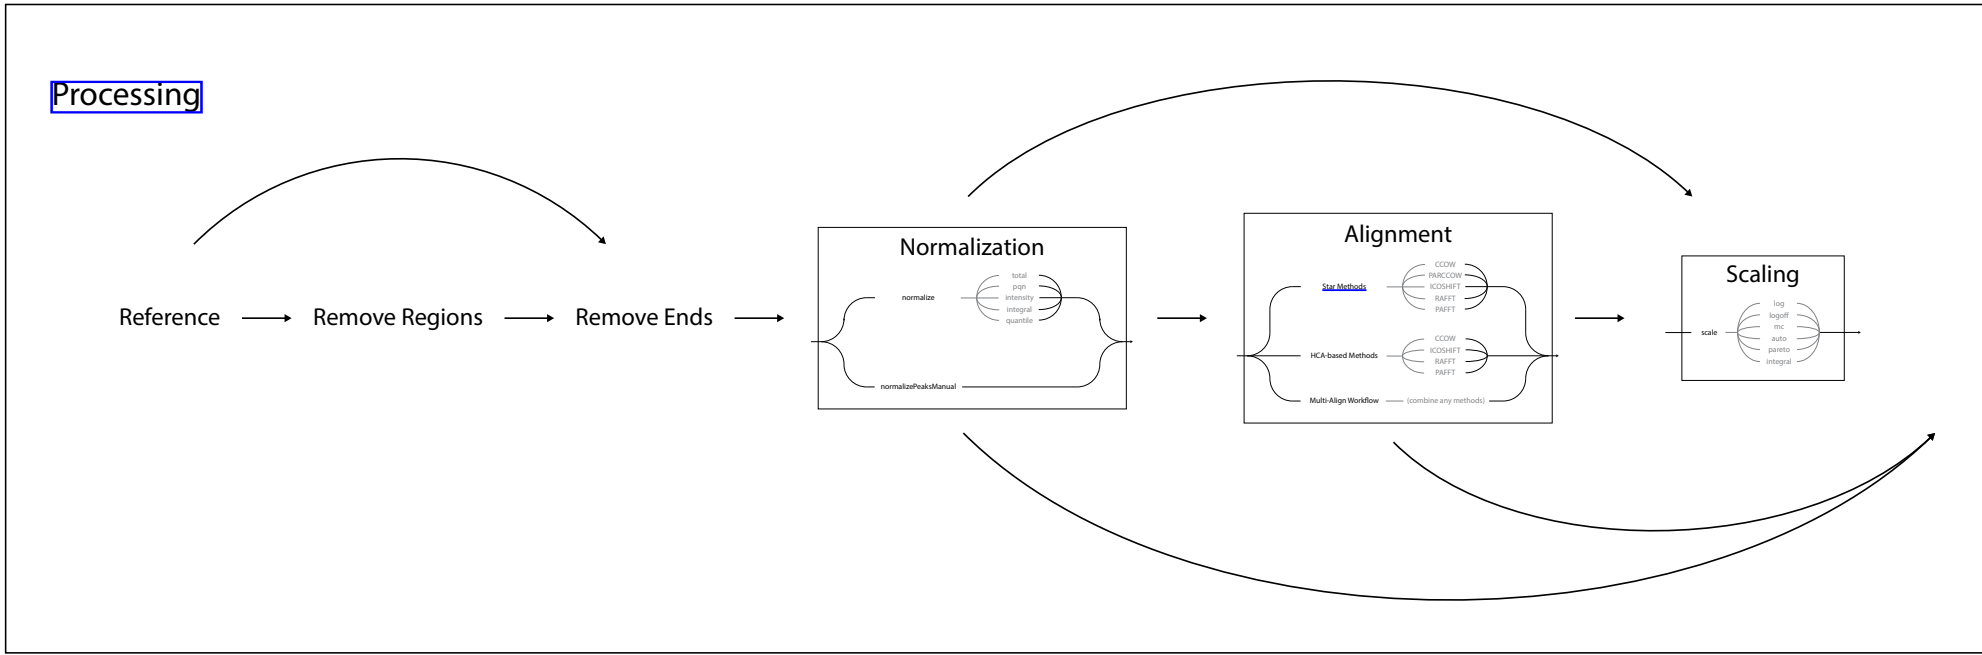 Processing
Reference
Remove Regions
Remove Ends
Normalization
normalize
total
pqn
intensity
integral
quantile
normalizePeaksManual
Alignment
Star Methods
CCOW
PARCCOW
ICOSHIFT
RAFFT
PAFFT
HCA-based Methods
CCOW
ICOSHIFT
RAFFT
PAFFT
Multi-Align Workflow
(combine any methods)
Scaling
scale
log
logoff
mc
auto
pareto
integral